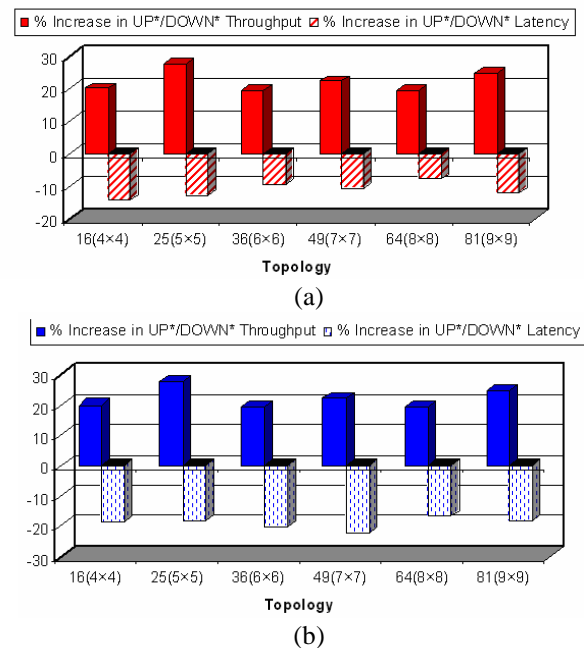 % Increase in UP*/DOWN* Throughput % Increase in UP*/DOWN* Latency
30
20
10
0
-10
-20
16(4×4) 25(5×5) 36(6×6) 49(7×7) 64(8×8) 81(9×9)
Topology
(a)
% Increase in UP*/DOWN* Throughput % Increase in UP*/DOWN* Latency
30
20
10
0
-10
-20
-30
16(4×4) 25(5×5) 36(6×6) 49(7×7) 64(8×8) 81(9×9)
Topology
(b)